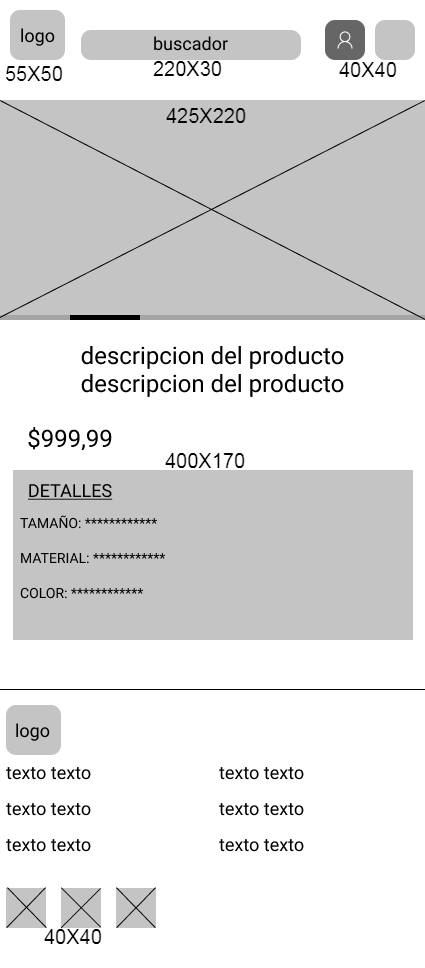 logo
buscador
55X50
220X30
40X40
425X220
descripcion del producto
descripcion del producto
$999,99
400X170
DETALLES
TAMAÑO: ************
MATERIAL: ************
COLOR: ************
logo
texto texto
texto texto
texto texto
texto texto
texto texto
texto texto
40X40